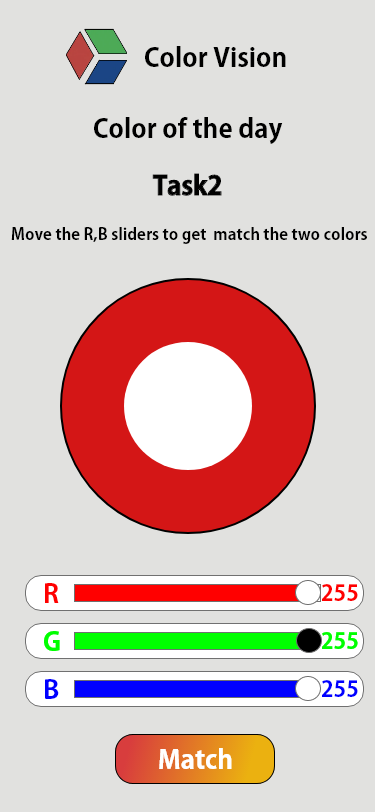 Color Vision
Color of the day
Task2
Move the R,B sliders to get match the two colors
R 255
G 255
B 255
Match